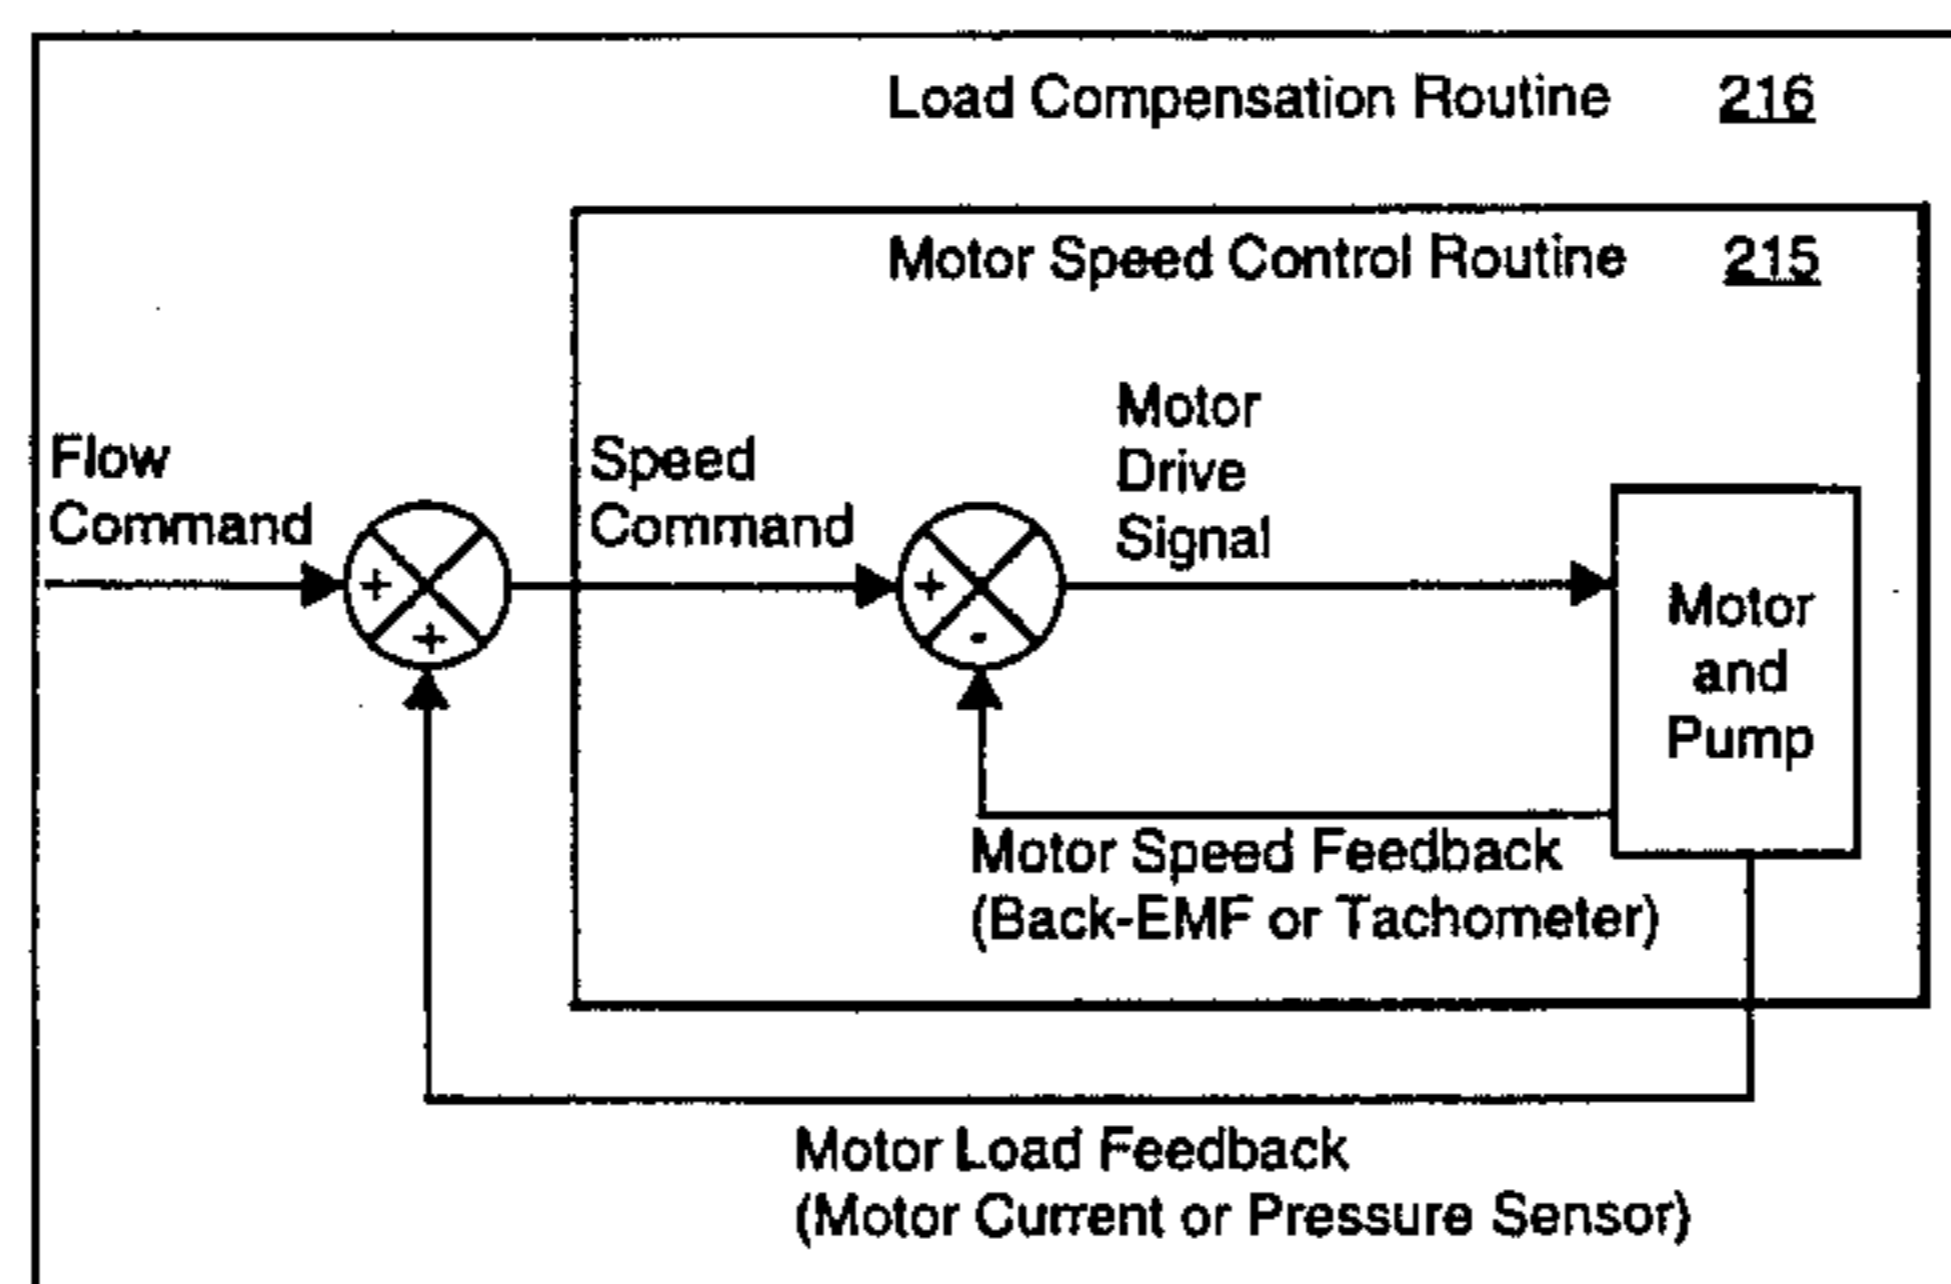 Load Compensation Routine 216
Motor Speed Control Routine 215
Flow
Command
+
+
Speed
Command
+
-
Motor
Drive
Signal
Motor
and
Pump
Motor Speed Feedback
(Back-EMF or Tachometer)
Motor Load Feedback
(Motor Current or Pressure Sensor)